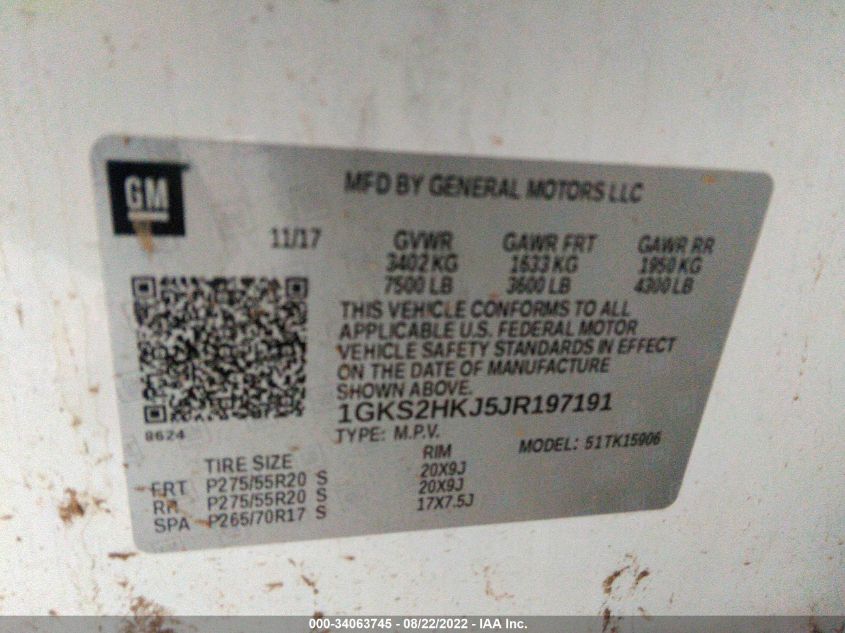 GM
MFD BY GENERAL MOTORS LLC
11/17 GVWR GAWR FRT GAWR RR
3402 KG 1633 KG 1950 KG
7500 LB 3600 LB 4300 LB
THIS VEHICLE CONFORMS TO ALL
APPLICABLE U.S. FEDERAL MOTOR
VEHICLE SAFETY STANDARDS IN EFFECT
ON THE DATE OF MANUFACTURE
SHOWN ABOVE.
1GKS2HKJ5JR197191
8624
TYPE: M.P.V. MODEL: 51TK15906
TIRE SIZE RIM
FRT P275/55R20 S 20X9J
RR P275/55R20 S 20X9J
SPA P265/70R17 S 17X7.5J
000-34063745 - 08/22/2022 - IAA Inc.